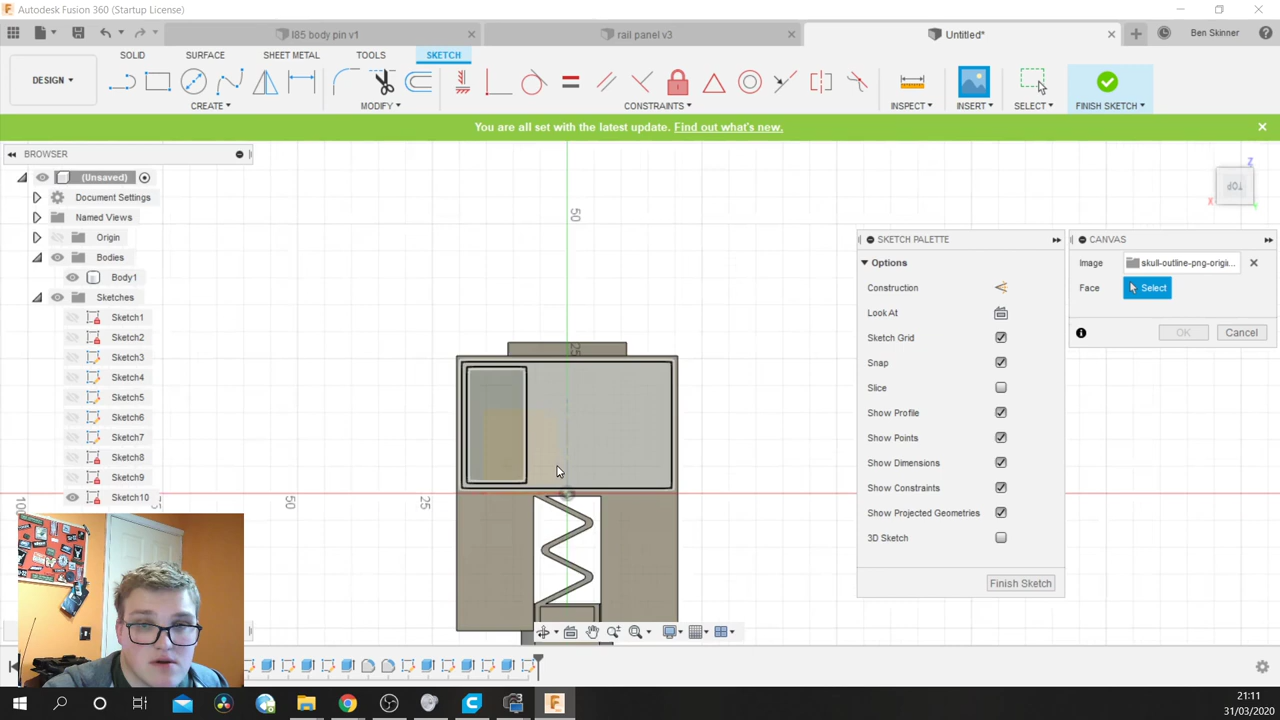 Autodesk Fusion 360 (Startup License)
I85 body pin v1
rail panel v3
Untitled*
Ben Skinner
SOLID
SURFACE
SHEET METAL
TOOLS
SKETCH
DESIGN
CREATE
MODIFY
CONSTRAINTS
INSPECT
INSERT
SELECT
FINISH SKETCH
You are all set with the latest update. Find out what's new.
BROWSER
(Unsaved)
Document Settings
Named Views
Origin
Bodies
Body1
Sketches
Sketch1
Sketch2
Sketch3
Sketch4
Sketch5
Sketch6
Sketch7
Sketch8
Sketch9
Sketch10
50
25
100
50
25
TOP
Z
X
SKETCH PALETTE
Options
Construction
Look At
Sketch Grid
Snap
Slice
Show Profile
Show Points
Show Dimensions
Show Constraints
Show Projected Geometries
3D Sketch
Finish Sketch
CANVAS
Image
skull-outline-png-origi...
Face
Select
OK
Cancel
21:11
31/03/2020